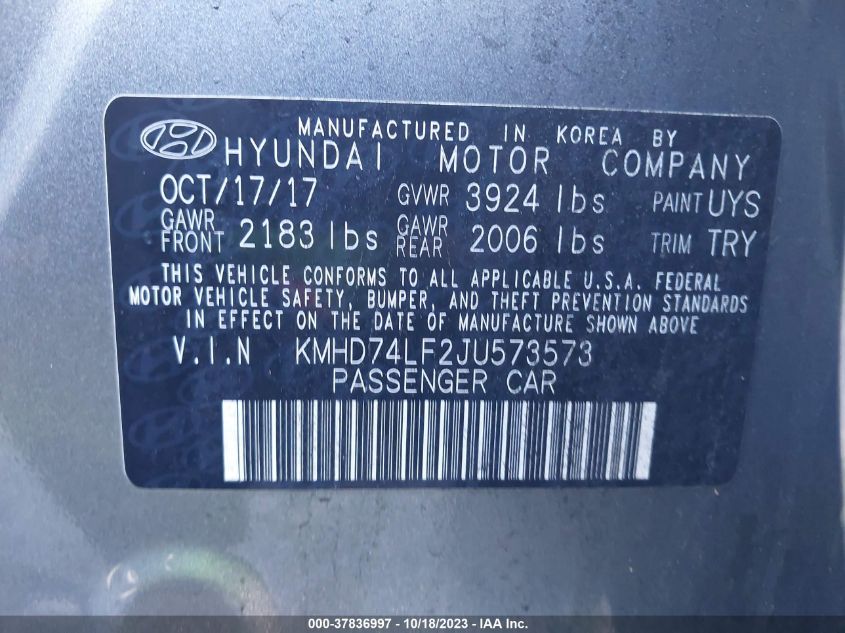 MANUFACTURED IN KOREA BY
HYUNDAI MOTOR COMPANY
OCT/17/17 GVWR 3924 lbs PAINT UYS
GAWR FRONT 2183 lbs GAWR REAR 2006 lbs TRIM TRY
THIS VEHICLE CONFORMS TO ALL APPLICABLE U.S.A. FEDERAL
MOTOR VEHICLE SAFETY, BUMPER, AND THEFT PREVENTION STANDARDS
IN EFFECT ON THE DATE OF MANUFACTURE SHOWN ABOVE
V.I.N KMHD74LF2JU573573
PASSENGER CAR
000-37836997 - 10/18/2023 - IAAI.com